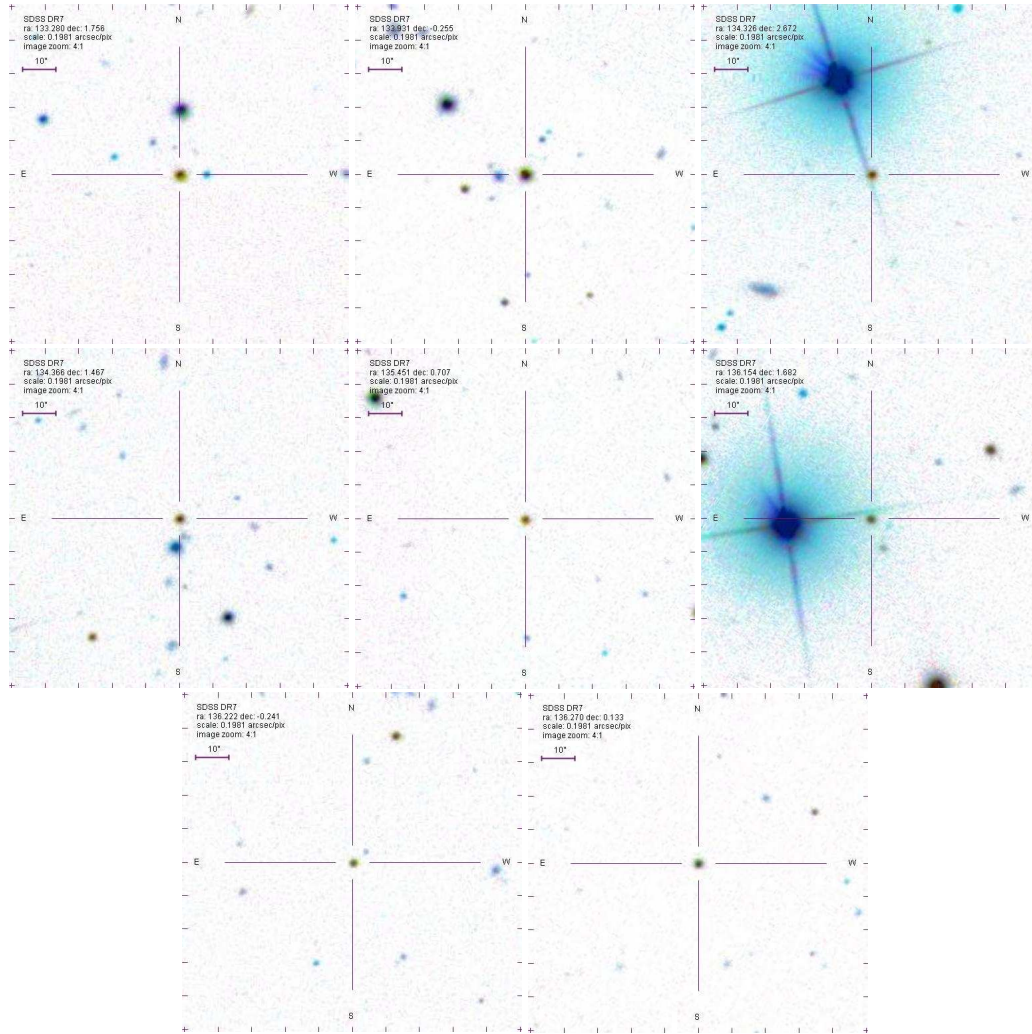 SDSS DR7
ra: 133.280 dec: 1.756
scale: 0.1981 arcsec/pix
image zoom: 4:1
10"
N
E
W
S
SDSS DR7
ra: 133.931 dec: -0.255
scale: 0.1981 arcsec/pix
image zoom: 4:1
10"
N
E
W
S
SDSS DR7
ra: 134.326 dec: 2.672
scale: 0.1981 arcsec/pix
image zoom: 4:1
10"
N
E
W
S
SDSS DR7
ra: 134.366 dec: 1.467
scale: 0.1981 arcsec/pix
image zoom: 4:1
10"
N
E
W
S
SDSS DR7
ra: 135.451 dec: 0.707
scale: 0.1981 arcsec/pix
image zoom: 4:1
10"
N
E
W
S
SDSS DR7
ra: 136.154 dec: 1.682
scale: 0.1981 arcsec/pix
image zoom: 4:1
10"
N
E
W
S
SDSS DR7
ra: 136.222 dec: -0.241
scale: 0.1981 arcsec/pix
image zoom: 4:1
10"
N
E
W
S
SDSS DR7
ra: 136.270 dec: 0.133
scale: 0.1981 arcsec/pix
image zoom: 4:1
10"
N
E
W
S